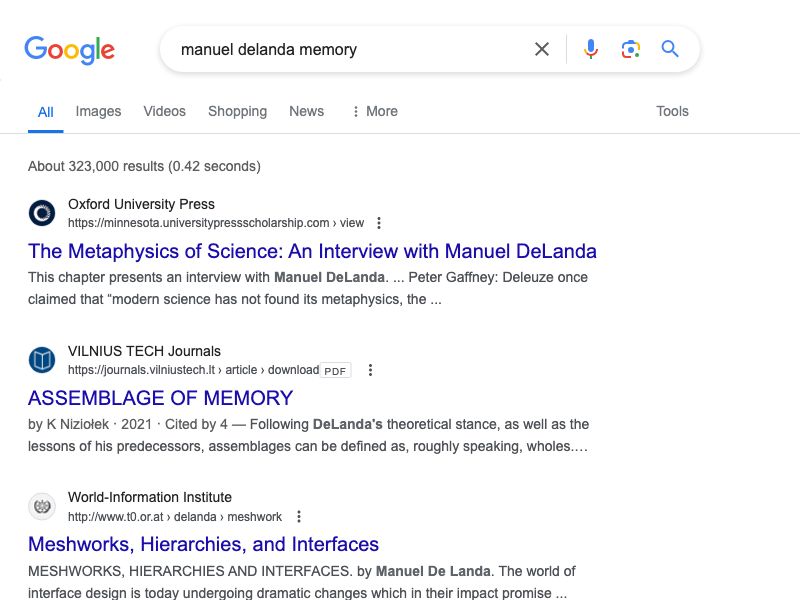 Google
manuel delanda memory
All Images Videos Shopping News More Tools
About 323,000 results (0.42 seconds)
Oxford University Press
https://minnesota.universitypressscholarship.com › view
The Metaphysics of Science: An Interview with Manuel DeLanda
This chapter presents an interview with Manuel DeLanda. ... Peter Gaffney: Deleuze once
claimed that “modern science has not found its metaphysics, the ...
VILNIUS TECH Journals
https://journals.vilniustech.lt › article › download PDF
ASSEMBLAGE OF MEMORY
by K Niziołek · 2021 · Cited by 4 — Following DeLanda's theoretical stance, as well as the
lessons of his predecessors, assemblages can be defined as, roughly speaking, wholes.…
World-Information Institute
http://www.t0.or.at › delanda › meshwork
Meshworks, Hierarchies, and Interfaces
MESHWORKS, HIERARCHIES AND INTERFACES. by Manuel De Landa. The world of
interface design is today undergoing dramatic changes which in their impact promise ...